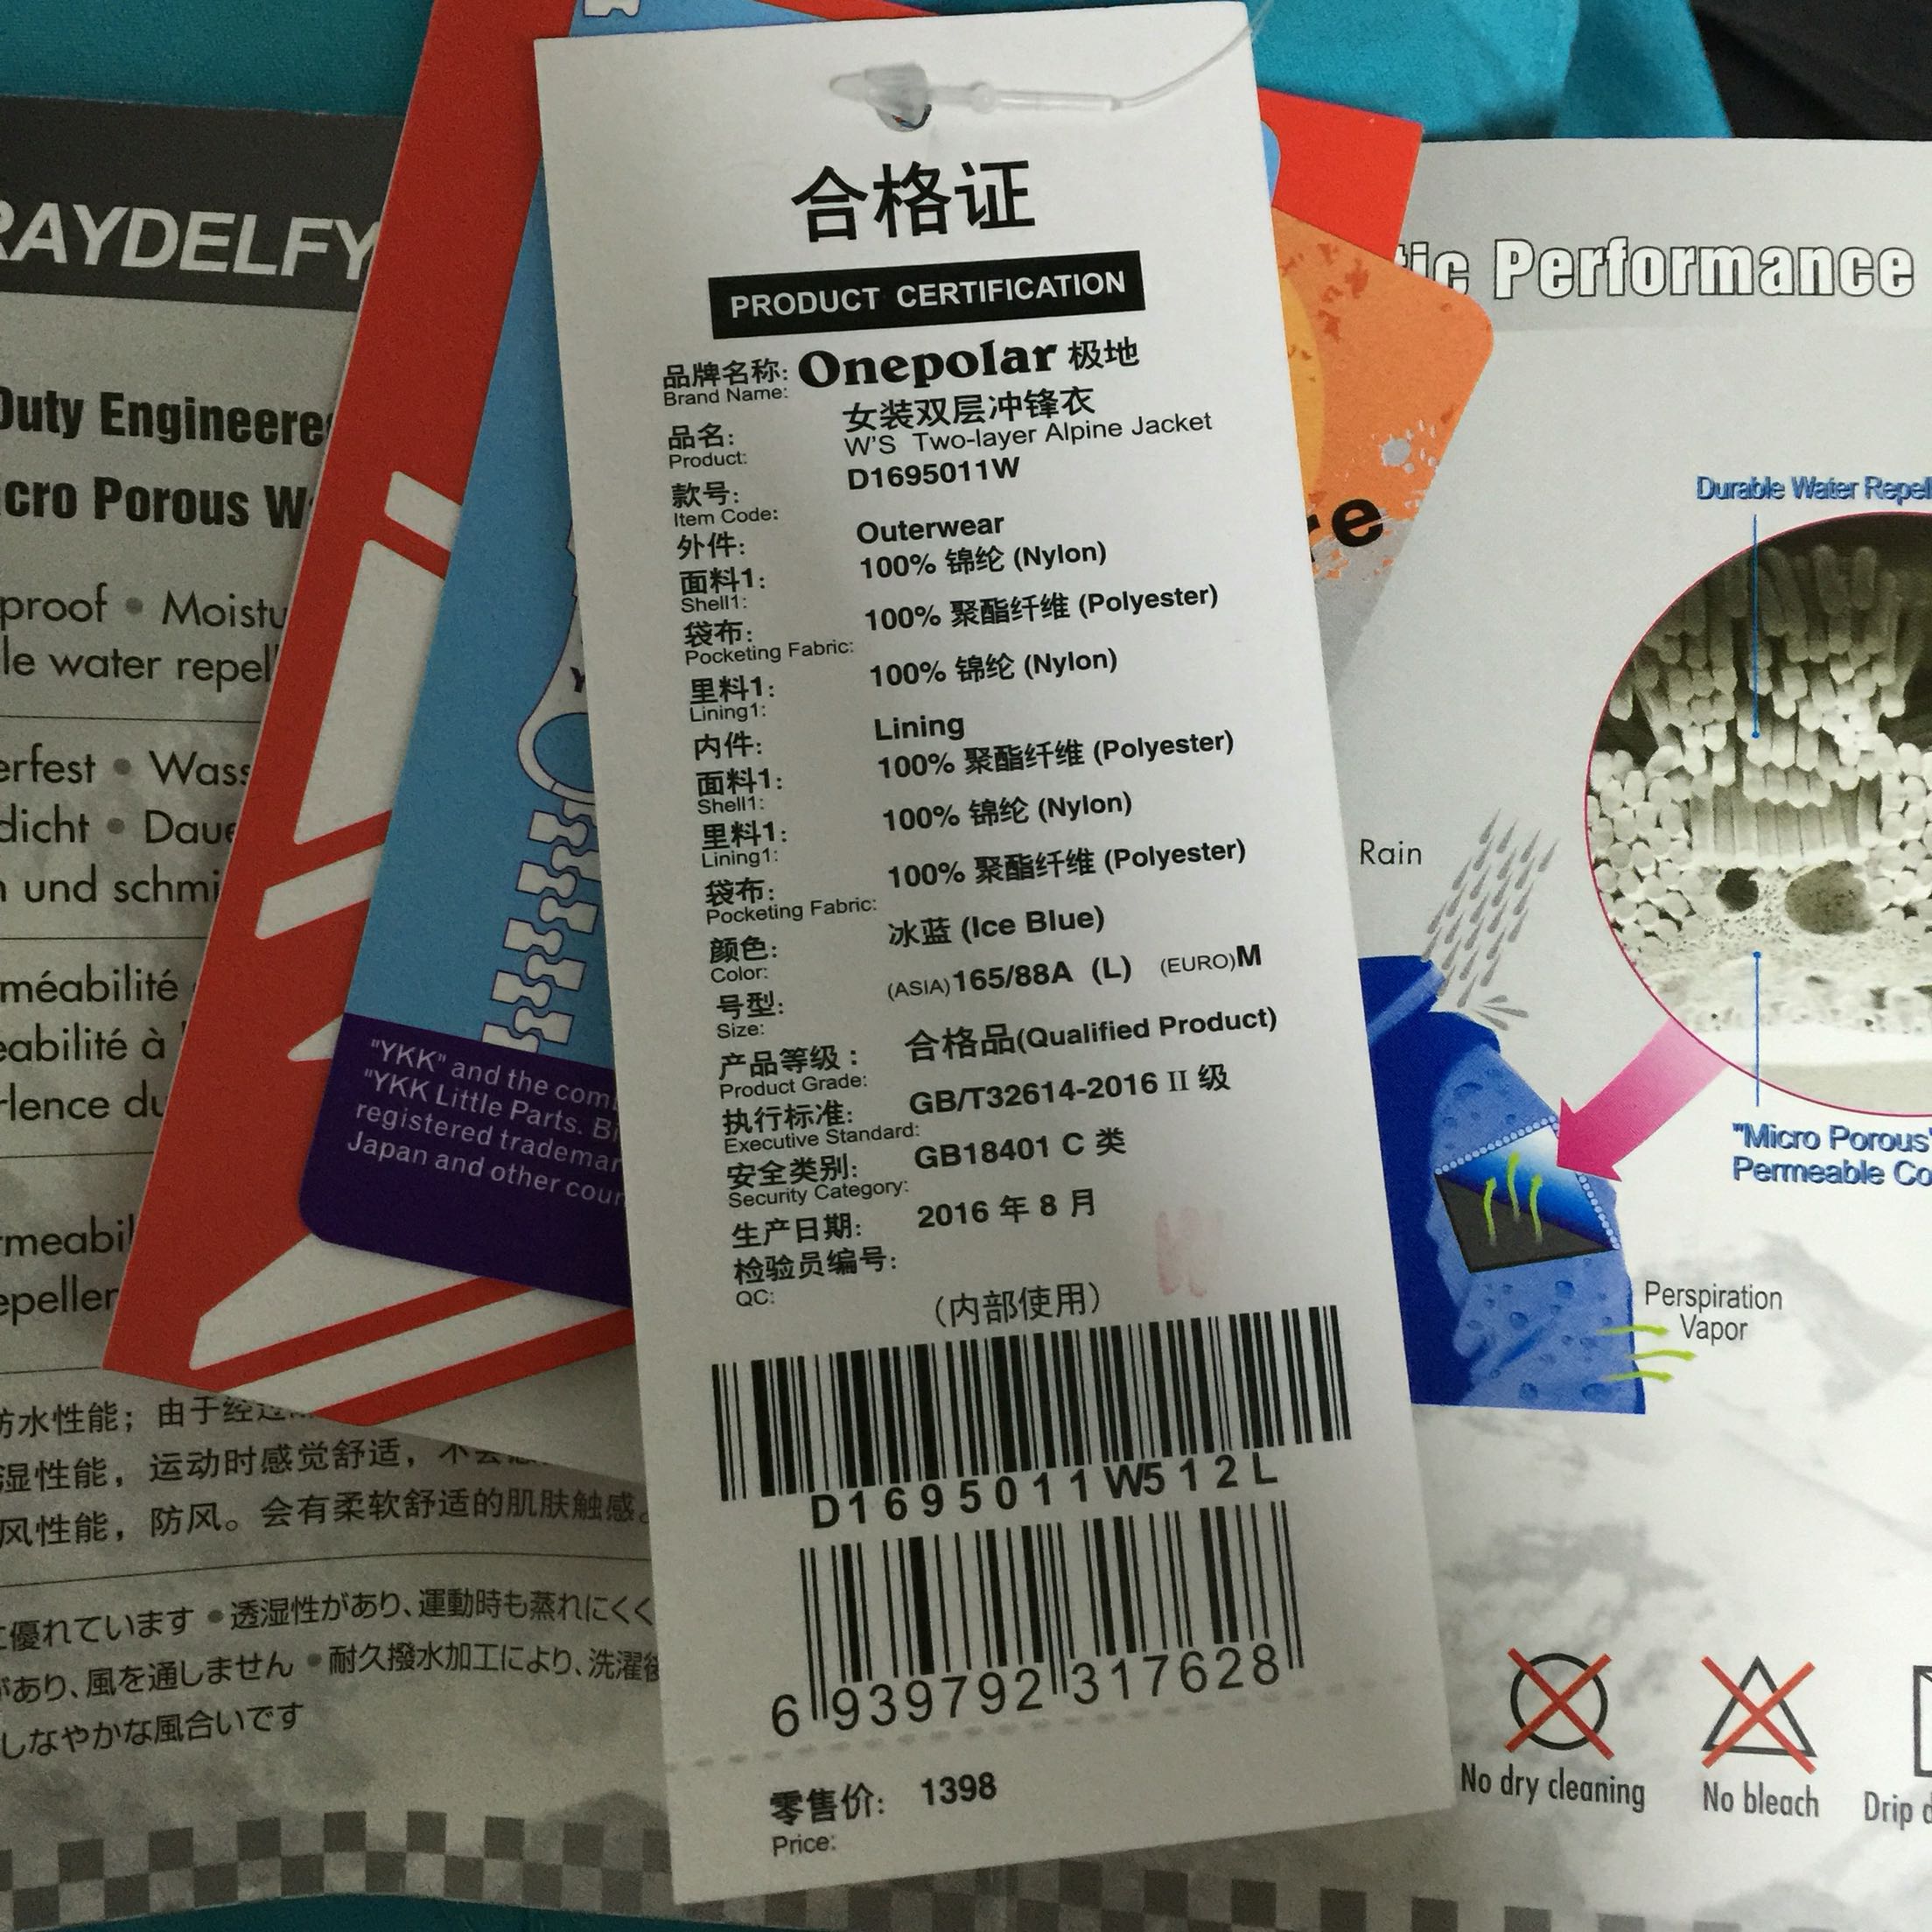 合格证
PRODUCT CERTIFICATION
品牌名称: Onepolar 极地
Brand Name:
品名: 女装双层冲锋衣
Product: W'S Two-layer Alpine Jacket
款号: D1695011W
Item Code:
外件: Outerwear
面料1: 100% 锦纶 (Nylon)
Shell1:
袋布: 100% 聚酯纤维 (Polyester)
Pocketing Fabric:
里料1: 100% 锦纶 (Nylon)
Lining1:
内件: Lining
面料1: 100% 聚酯纤维 (Polyester)
Shell1:
里料1: 100% 锦纶 (Nylon)
Lining1:
袋布: 100% 聚酯纤维 (Polyester)
Pocketing Fabric:
颜色: 冰蓝 (Ice Blue)
Color:
号型: (ASIA)165/88A (L) (EURO)M
Size:
产品等级: 合格品(Qualified Product)
Product Grade:
执行标准: GB/T32614-2016 II 级
Executive Standard:
安全类别: GB18401 C 类
Security Category:
生产日期: 2016 年 8 月
检验员编号:
QC:
(内部使用)
D1695011W512L
6 939792 317628
零售价: 1398
Price:
RAYDELFY
Duty Engineere
cro Porous W
proof • Moistu
le water repell
erfest • Wass
dicht • Daue
n und schmi
méabilité
eabilité à
rlence du
meabil
epeller
防水性能；由于经过
湿性能，运动时感觉舒适，不会
风性能，防风。会有柔软舒适的肌肤触感。
に優れています •透湿性があり、運動時も蒸れにくく
があり、風を通しません •耐久撥水加工により、洗濯後
しなやかな風合いです
"YKK" and the com
"YKK Little Parts. B
registered trademar
Japan and other coun
re
tic Performance
Durable Water Repell
Rain
"Micro Porous"
Permeable Co
Perspiration
Vapor
No dry cleaning
No bleach
Drip d